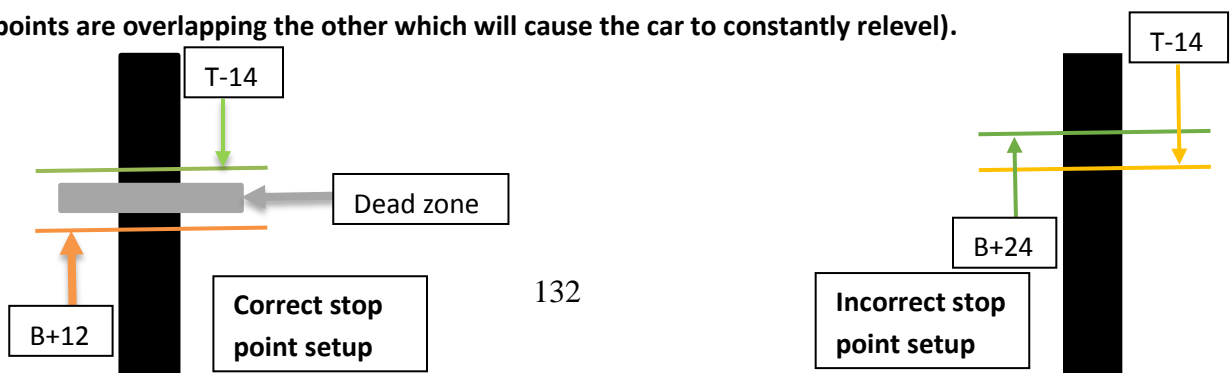 points are overlapping the other which will cause the car to constantly relevel).
T-14
T-14
Dead zone
B+24
B+12
Correct stop
point setup
132
Incorrect stop
point setup